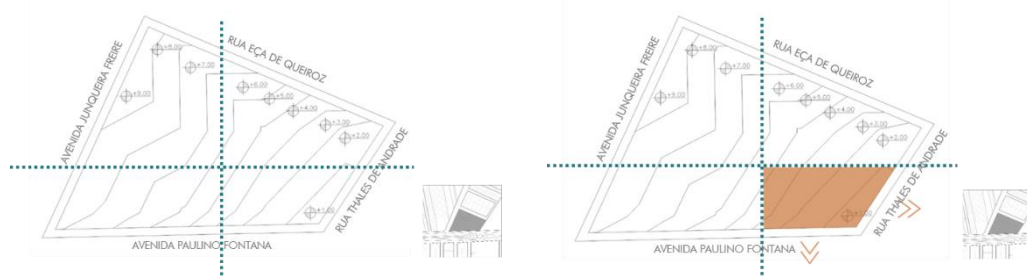 AVENIDA JUNQUEIRA FREIRE
RUA EÇA DE QUEIROZ
+8.00
+7.00
+9.00
+6.00
+5.00
+4.00
+3.00
+2.00
+1.00
RUA THALES DE ANDRADE
AVENIDA PAULINO FONTANA
AVENIDA JUNQUEIRA FREIRE
RUA EÇA DE QUEIROZ
+8.00
+7.00
+9.00
+6.00
+5.00
+4.00
+3.00
+2.00
+1.00
RUA THALES DE ANDRADE
AVENIDA PAULINO FONTANA